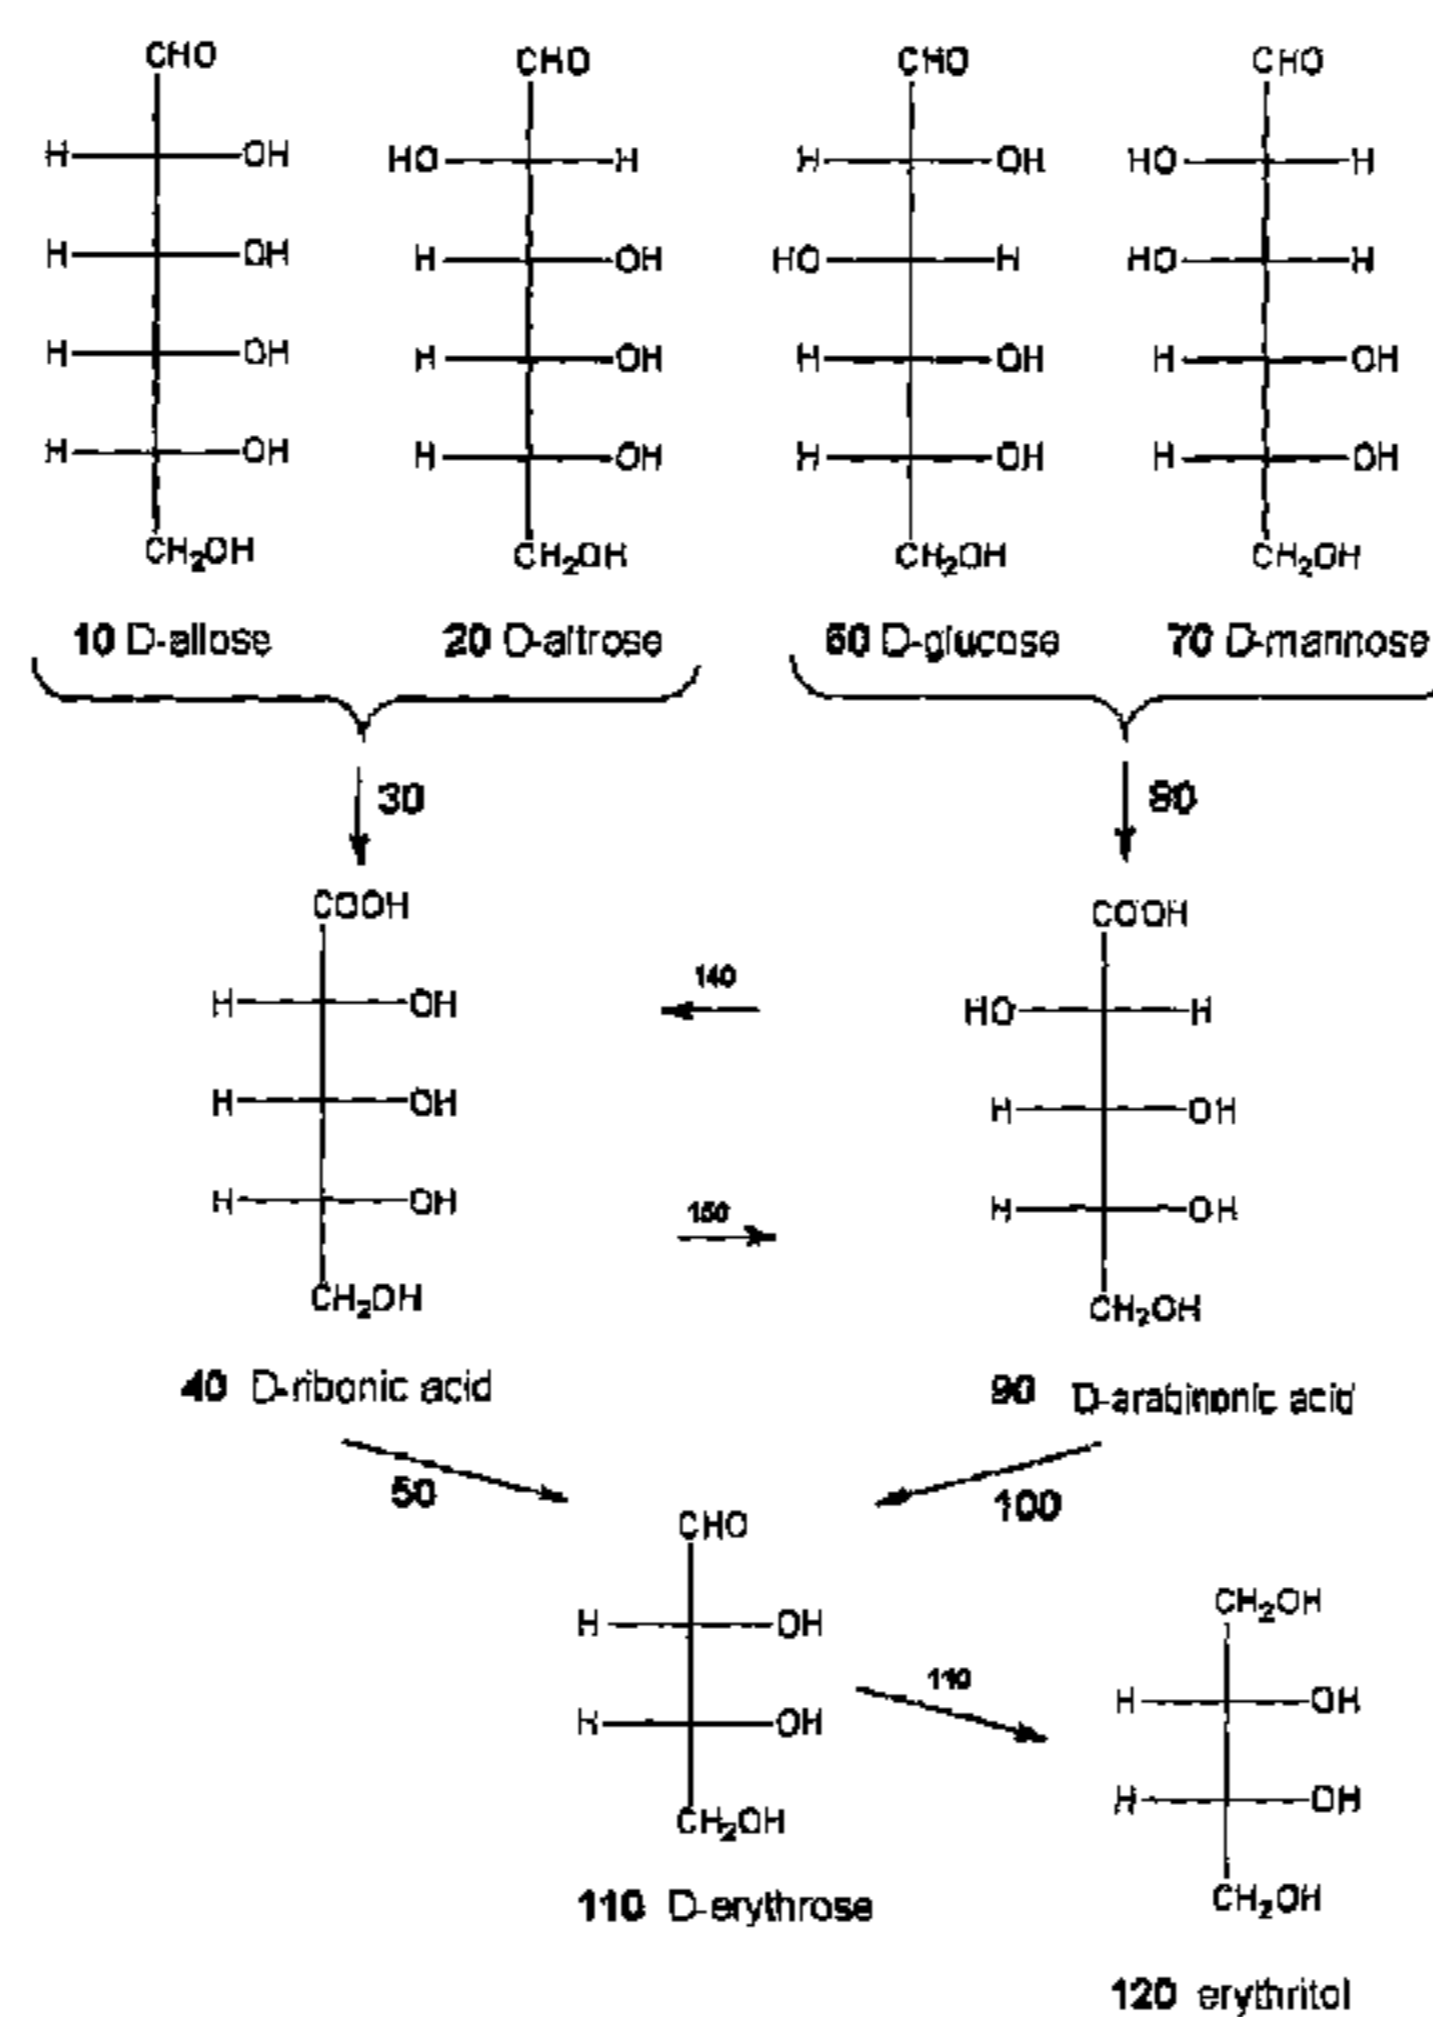 CHO CHO CHO CHO
H OH HO H H OH HO H
H OH H OH HO H HO H
H OH H OH H OH H OH
H OH H OH H OH H OH
CH₂OH CH₂OH CH₂OH CH₂OH
10 D-allose 20 D-altrose 60 D-glucose 70 D-mannose
30 80
COOH COOH
H OH 140 HO H
H OH H OH
H OH 150 H OH
CH₂OH CH₂OH
40 D-ribonic acid 90 D-arabinonic acid
50 100
CHO
CH₂OH
H OH 110 H OH
H OH H OH
CH₂OH CH₂OH
110 D-erythrose
120 erythritol